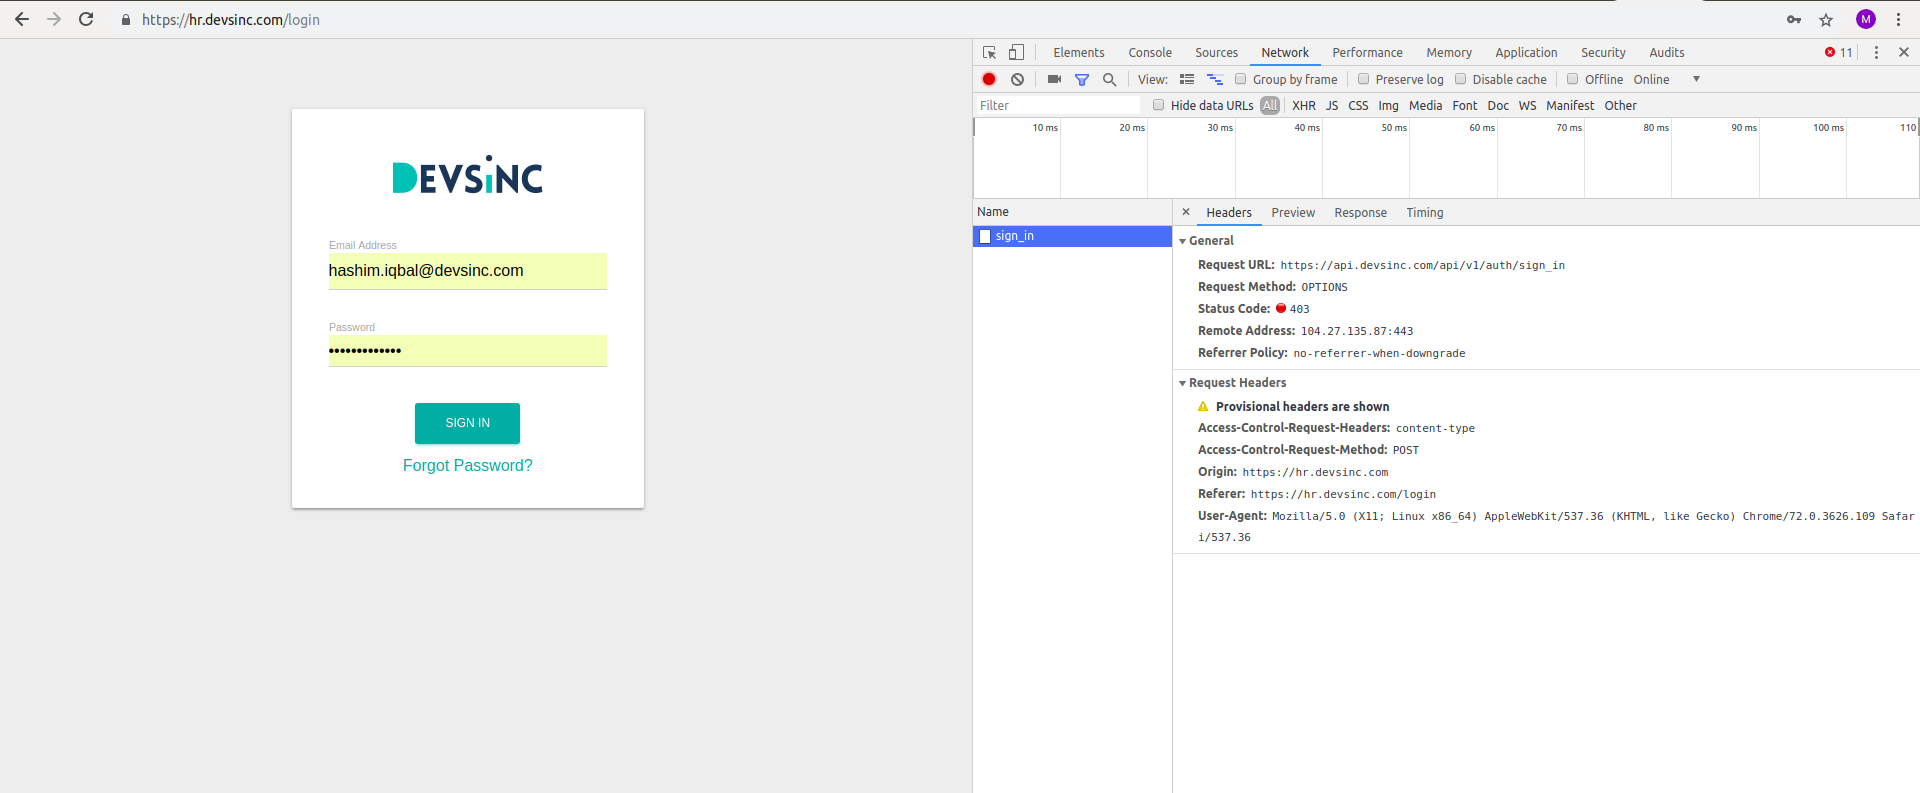 https://hr.devsinc.com/login
M
DEVSiNC
Email Address
hashim.iqbal@devsinc.com
Password
•••••••••••••
SIGN IN
Forgot Password?
Elements Console Sources Network Performance Memory Application Security Audits 11
View: Group by frame Preserve log Disable cache Offline Online
Filter Hide data URLs All XHR JS CSS Img Media Font Doc WS Manifest Other
10 ms 20 ms 30 ms 40 ms 50 ms 60 ms 70 ms 80 ms 90 ms 100 ms 110
Name
sign_in
Headers Preview Response Timing
General
Request URL: https://api.devsinc.com/api/v1/auth/sign_in
Request Method: OPTIONS
Status Code: 403
Remote Address: 104.27.135.87:443
Referrer Policy: no-referrer-when-downgrade
Request Headers
Provisional headers are shown
Access-Control-Request-Headers: content-type
Access-Control-Request-Method: POST
Origin: https://hr.devsinc.com
Referer: https://hr.devsinc.com/login
User-Agent: Mozilla/5.0 (X11; Linux x86_64) AppleWebKit/537.36 (KHTML, like Gecko) Chrome/72.0.3626.109 Safar
i/537.36